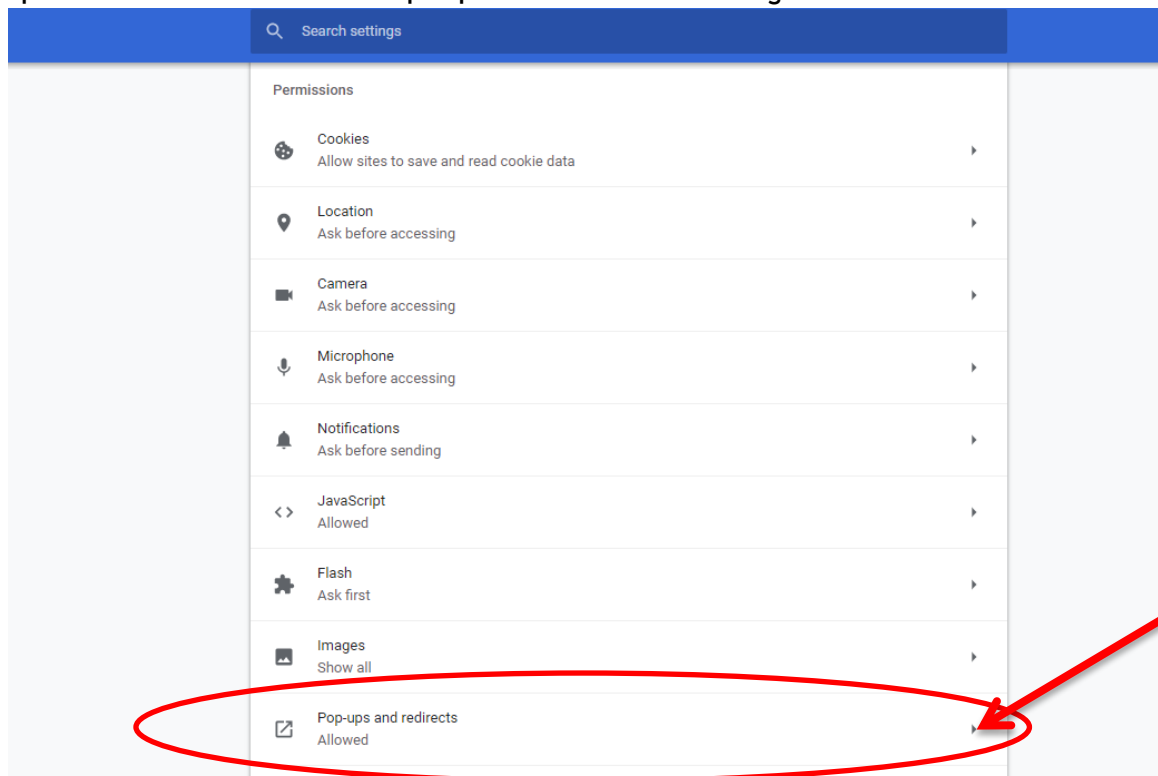 Search settings
Permissions
Cookies
Allow sites to save and read cookie data
Location
Ask before accessing
Camera
Ask before accessing
Microphone
Ask before accessing
Notifications
Ask before sending
JavaScript
Allowed
Flash
Ask first
Images
Show all
Pop-ups and redirects
Allowed